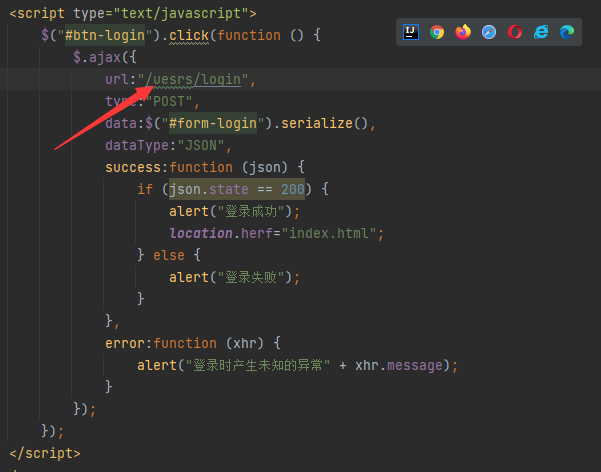 <script type="text/javascript">
$("#btn-login").click(function () {
$.ajax({
url:"/uesrs/login",
type:"POST",
data:$("#form-login").serialize(),
dataType:"JSON",
success:function (json) {
if (json.state == 200) {
alert("登录成功");
location.herf="index.html";
} else {
alert("登录失败");
}
},
error:function (xhr) {
alert("登录时产生未知的异常" + xhr.message);
}
});
});
</script>